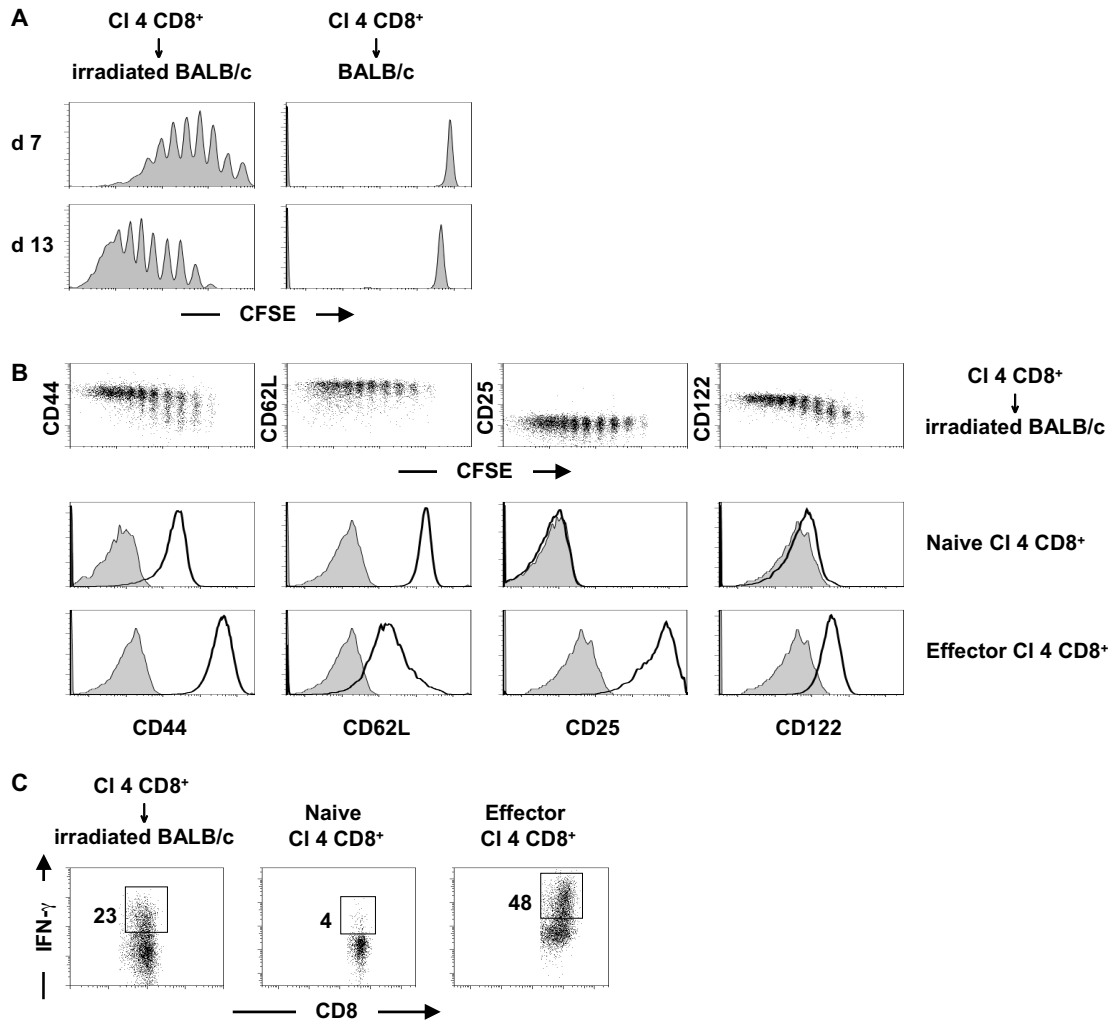 A
Cl 4 CD8⁺
irradiated BALB/c
Cl 4 CD8⁺
BALB/c
d 7
d 13
CFSE
B
CD44
CD62L
CD25
CD122
Cl 4 CD8⁺
irradiated BALB/c
CFSE
Naive Cl 4 CD8⁺
Effector Cl 4 CD8⁺
CD44
CD62L
CD25
CD122
C
Cl 4 CD8⁺
irradiated BALB/c
Naive
Cl 4 CD8⁺
Effector
Cl 4 CD8⁺
IFN-γ
23
4
48
CD8